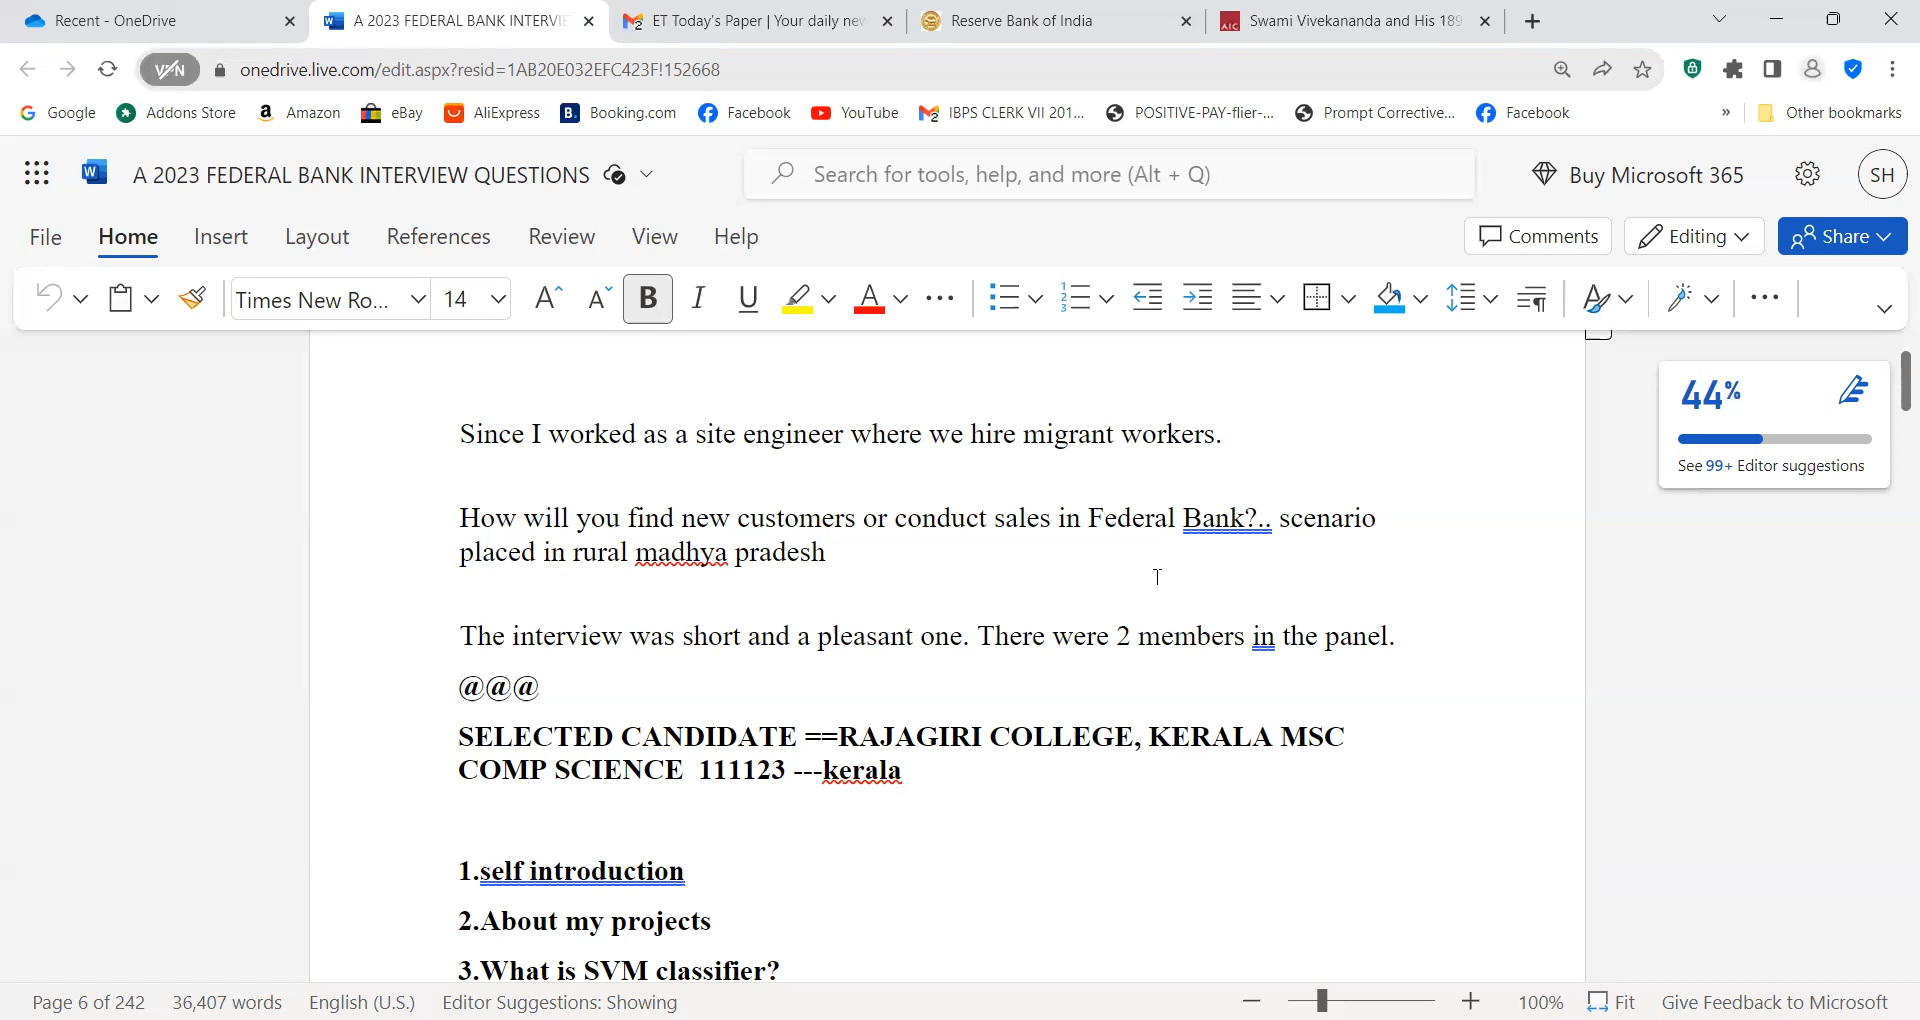 Recent - OneDrive
A 2023 FEDERAL BANK INTERVIE
ET Today's Paper | Your daily nev
Reserve Bank of India
AIC Swami Vivekananda and His 189
VPN onedrive.live.com/edit.aspx?resid=1AB20E032EFC423F!152668
Google Addons Store Amazon eBay AliExpress Booking.com Facebook YouTube IBPS CLERK VII 201... POSITIVE-PAY-flier-... Prompt Corrective... Facebook » Other bookmarks
A 2023 FEDERAL BANK INTERVIEW QUESTIONS
Search for tools, help, and more (Alt + Q)
Buy Microsoft 365
SH
File Home Insert Layout References Review View Help
Comments Editing Share
Times New Ro... 14 A A B I U A
44%
See 99+ Editor suggestions
Since I worked as a site engineer where we hire migrant workers.
How will you find new customers or conduct sales in Federal Bank?.. scenario
placed in rural madhya pradesh
The interview was short and a pleasant one. There were 2 members in the panel.
@@@
SELECTED CANDIDATE ==RAJAGIRI COLLEGE, KERALA MSC
COMP SCIENCE 111123 ---kerala
1.self introduction
2.About my projects
3.What is SVM classifier?
Page 6 of 242 36,407 words English (U.S.) Editor Suggestions: Showing
100% Fit Give Feedback to Microsoft